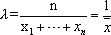 λ = n / (x₁ + ⋯ + xₙ) = 1 / x̄